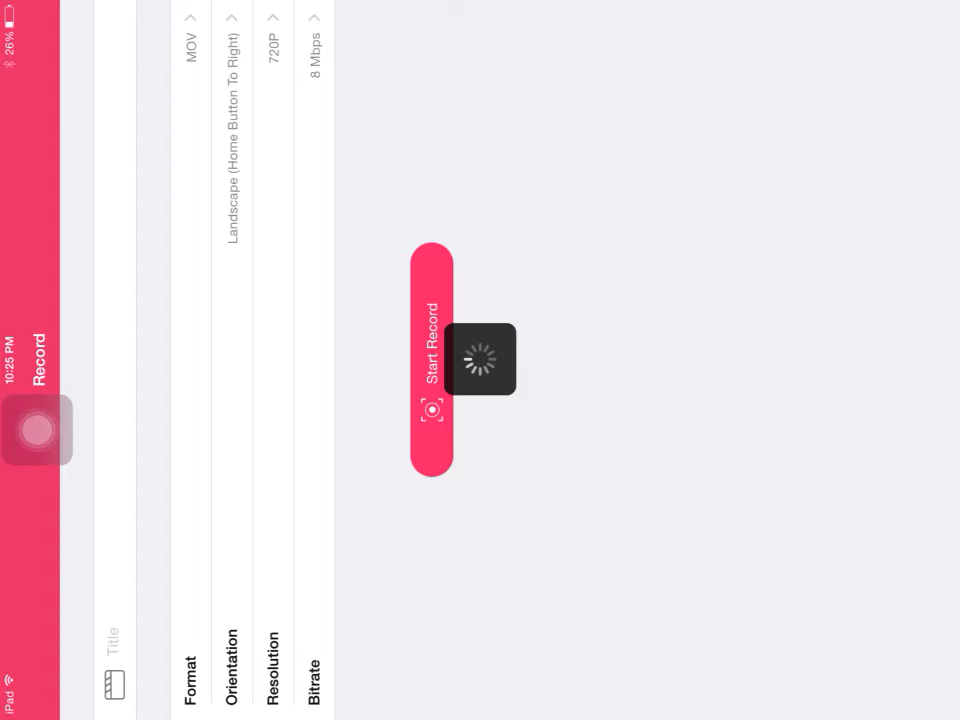 iPad 10:25 PM 26%
Record
Title
Format MOV
Orientation Landscape (Home Button To Right)
Resolution 720P
Bitrate 8 Mbps
Start Record